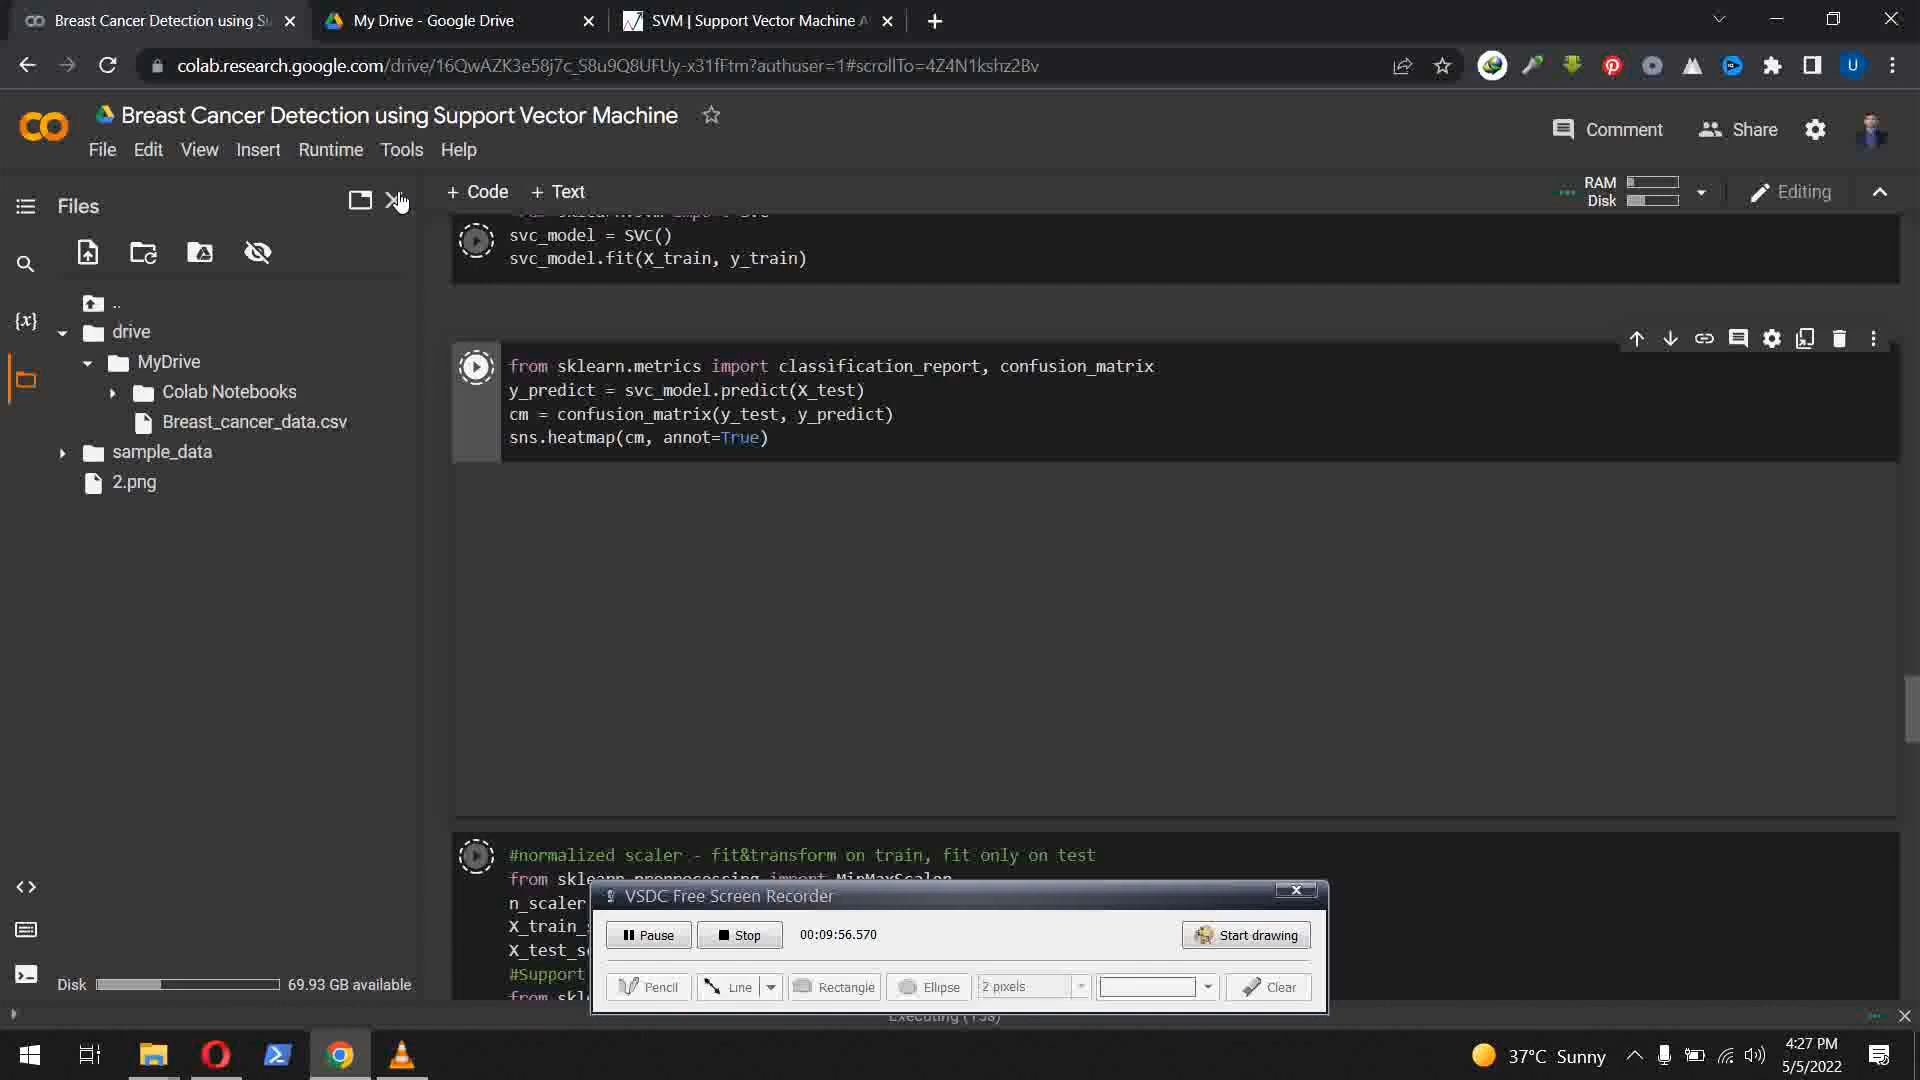 Breast Cancer Detection using Su
My Drive - Google Drive
SVM | Support Vector Machine A
colab.research.google.com/drive/16QwAZK3e58j7c_S8u9Q8UFUy-x31fFtm?authuser=1#scrollTo=4Z4N1kshz2Bv
U
CO
Breast Cancer Detection using Support Vector Machine
Comment
Share
File Edit View Insert Runtime Tools Help
Files
+ Code + Text
RAM
Disk
Editing
svc_model = SVC()
svc_model.fit(X_train, y_train)
..
{x}
drive
MyDrive
Colab Notebooks
Breast_cancer_data.csv
sample_data
2.png
from sklearn.metrics import classification_report, confusion_matrix
y_predict = svc_model.predict(X_test)
cm = confusion_matrix(y_test, y_predict)
sns.heatmap(cm, annot=True)
#normalized scaler - fit&transform on train, fit only on test
from sklearn.preprocessing import MinMaxScaler
n_scaler
X_train_s
X_test_s
#Support
from skl
VSDC Free Screen Recorder
Pause
Stop
00:09:56.570
Start drawing
Pencil
Line
Rectangle
Ellipse
2 pixels
Clear
Disk
69.93 GB available
Executing
37°C Sunny
4:27 PM
5/5/2022